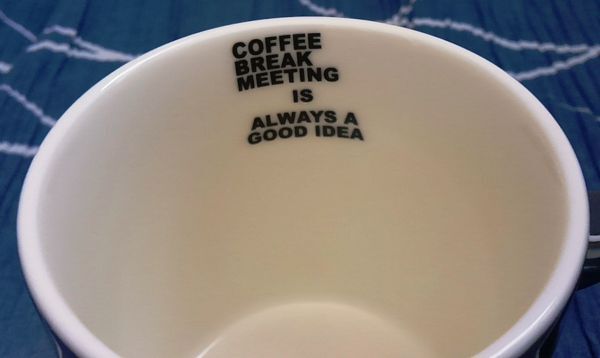 COFFEE
BREAK
MEETING
IS
ALWAYS A
GOOD IDEA